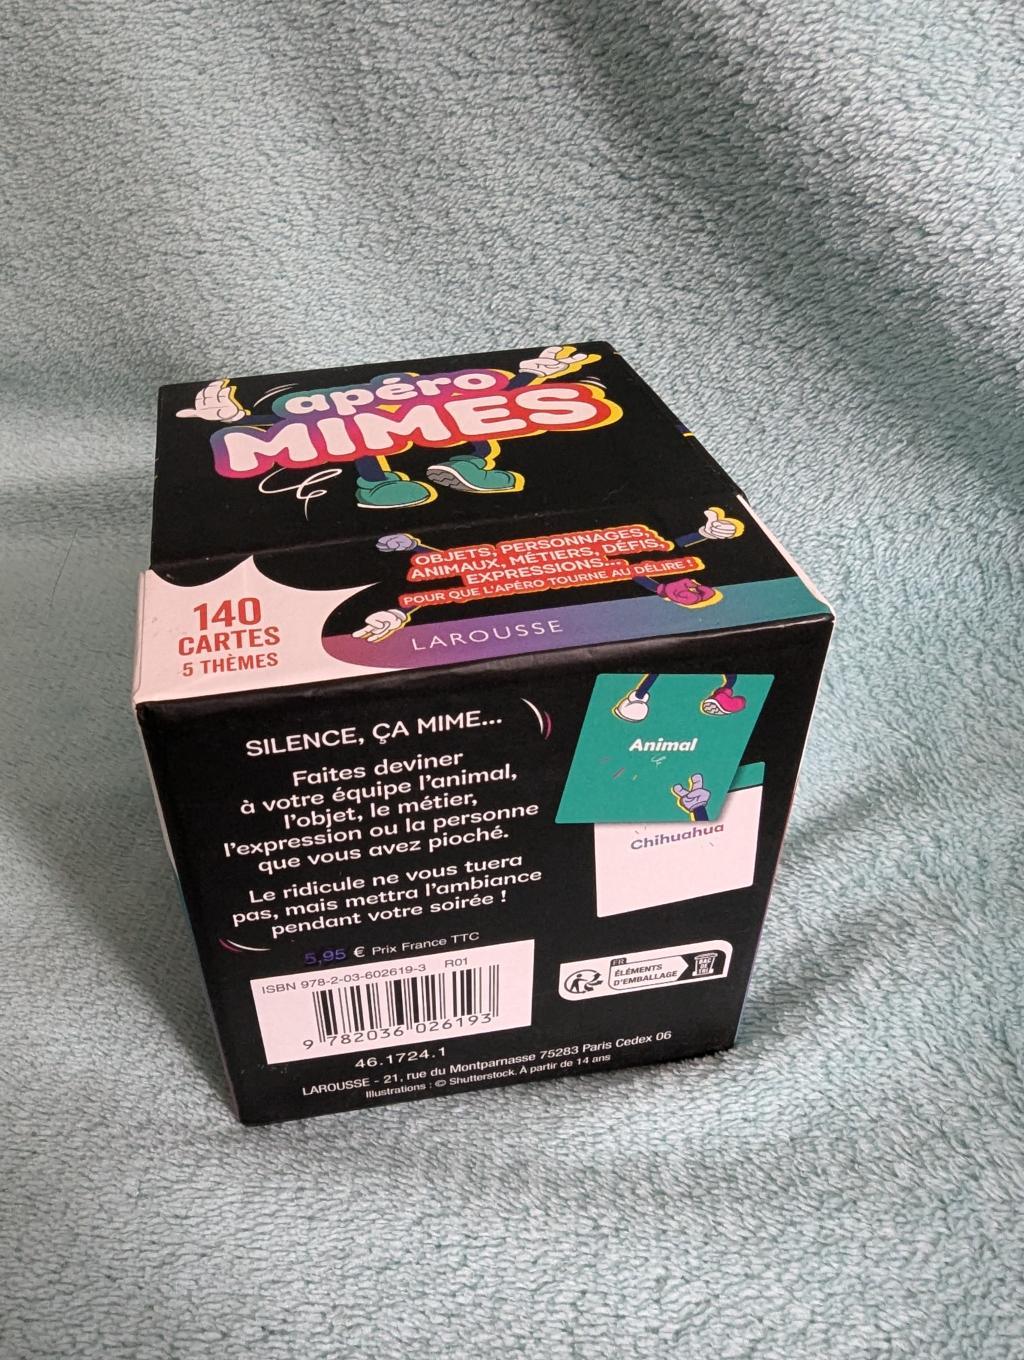 apéro
MIMES
OBJETS, PERSONNAGES,
ANIMAUX, MÉTIERS, DÉFIS,
EXPRESSIONS...
POUR QUE L'APÉRO TOURNE AU DÉLIRE !
140
CARTES
5 THÈMES
LAROUSSE
SILENCE, ÇA MIME...
Faites deviner
à votre équipe l'animal,
l'objet, le métier,
l'expression ou la personne
que vous avez pioché.
Le ridicule ne vous tuera
pas, mais mettra l'ambiance
pendant votre soirée !
Animal
Chihuahua
5,95 € Prix France TTC
ISBN 978-2-03-602619-3 R01
9 782036 026193
FR
ÉLÉMENTS
D'EMBALLAGE
BAC
DE
TRI
46.1724.1
LAROUSSE - 21, rue du Montparnasse 75283 Paris Cedex 06
Illustrations : © Shutterstock. À partir de 14 ans